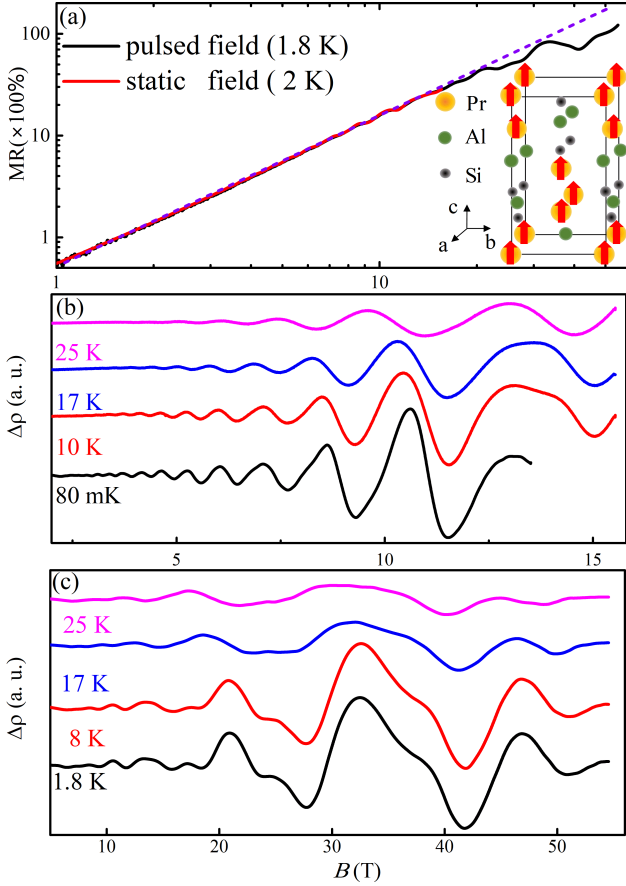 (a)
pulsed field (1.8 K)
static field ( 2 K)
MR(×100%)
100
10
1
1
10
Pr
Al
Si
c
a
b
(b)
Δρ (a. u.)
25 K
17 K
10 K
80 mK
5
10
15
(c)
Δρ (a. u.)
25 K
17 K
8 K
1.8 K
10
20
30
40
50
B (T)